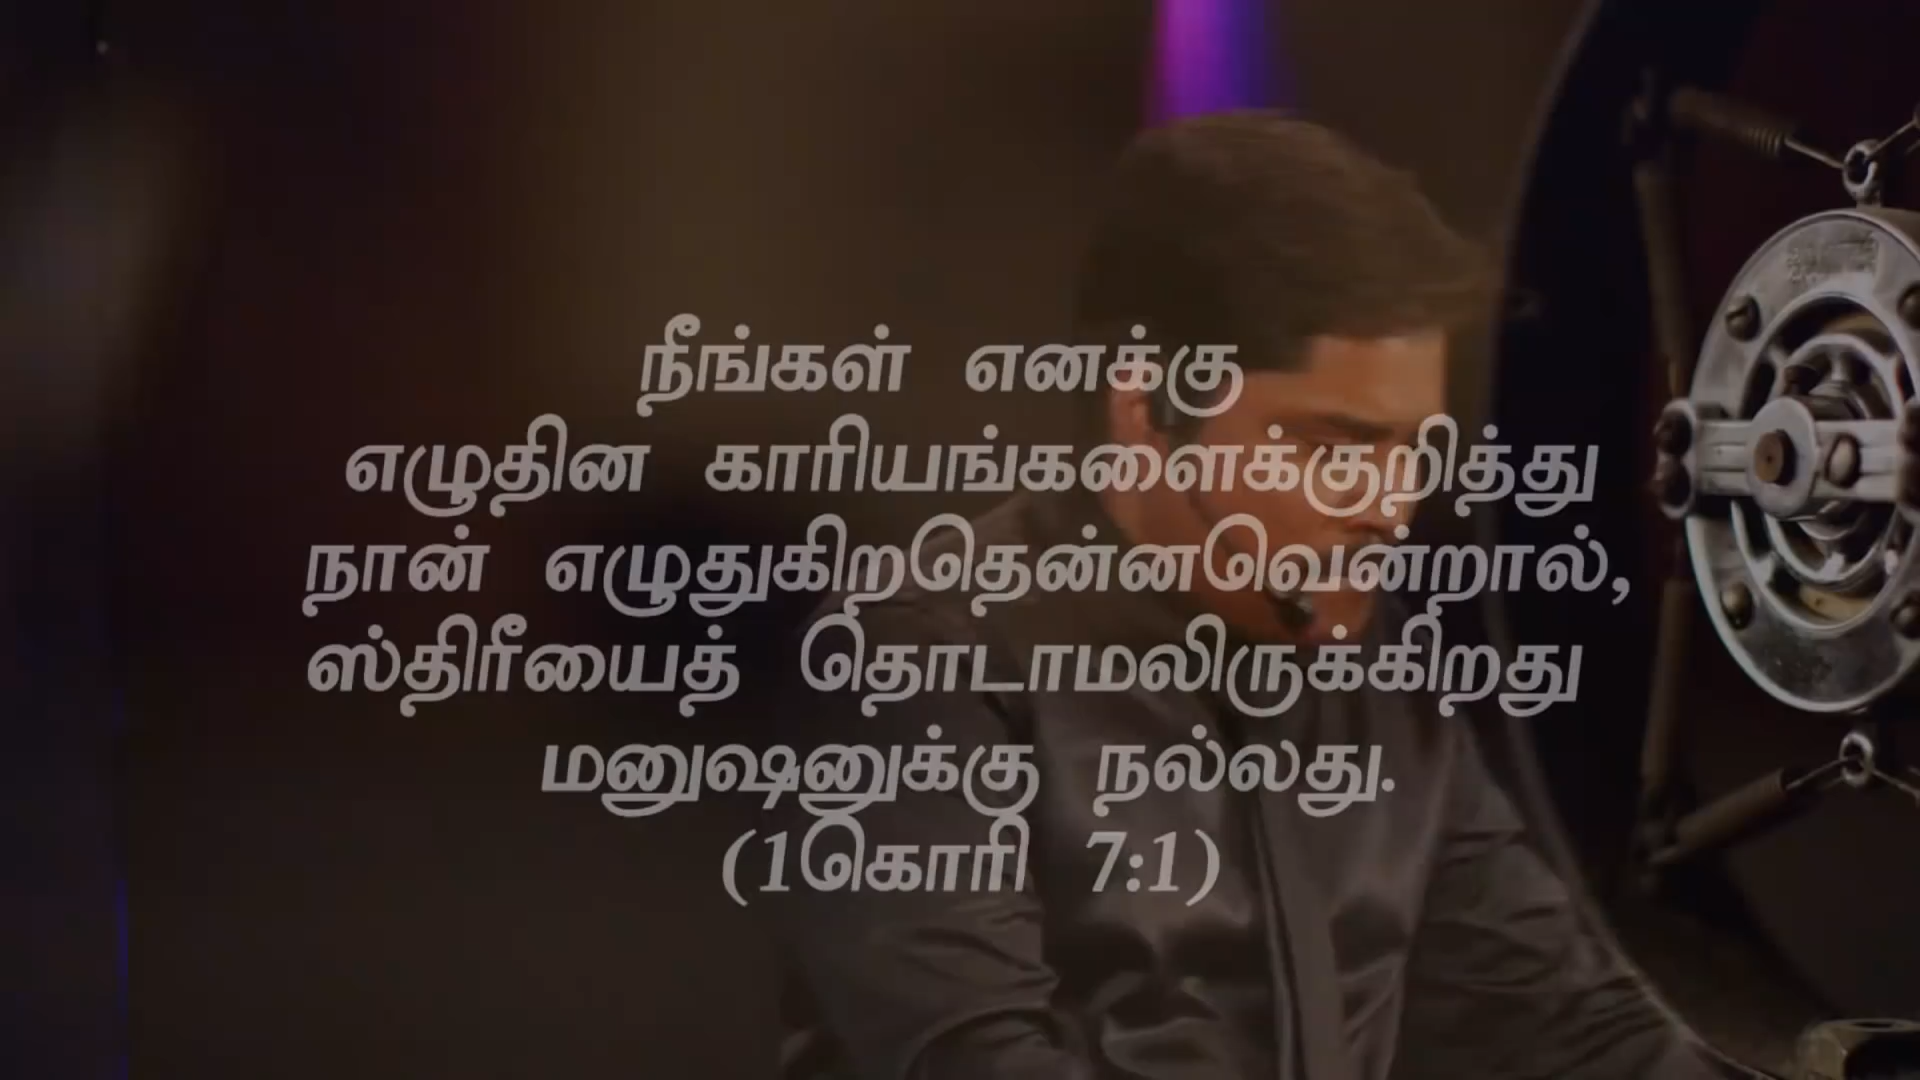 நீங்கள் எனக்கு
எழுதின காரியங்களைக்குறித்து
நான் எழுதுகிறதென்னவென்றால்,
ஸ்திரீயைத் தொடாமலிருக்கிறது
மனுஷனுக்கு நல்லது.
(1கொரி 7:1)